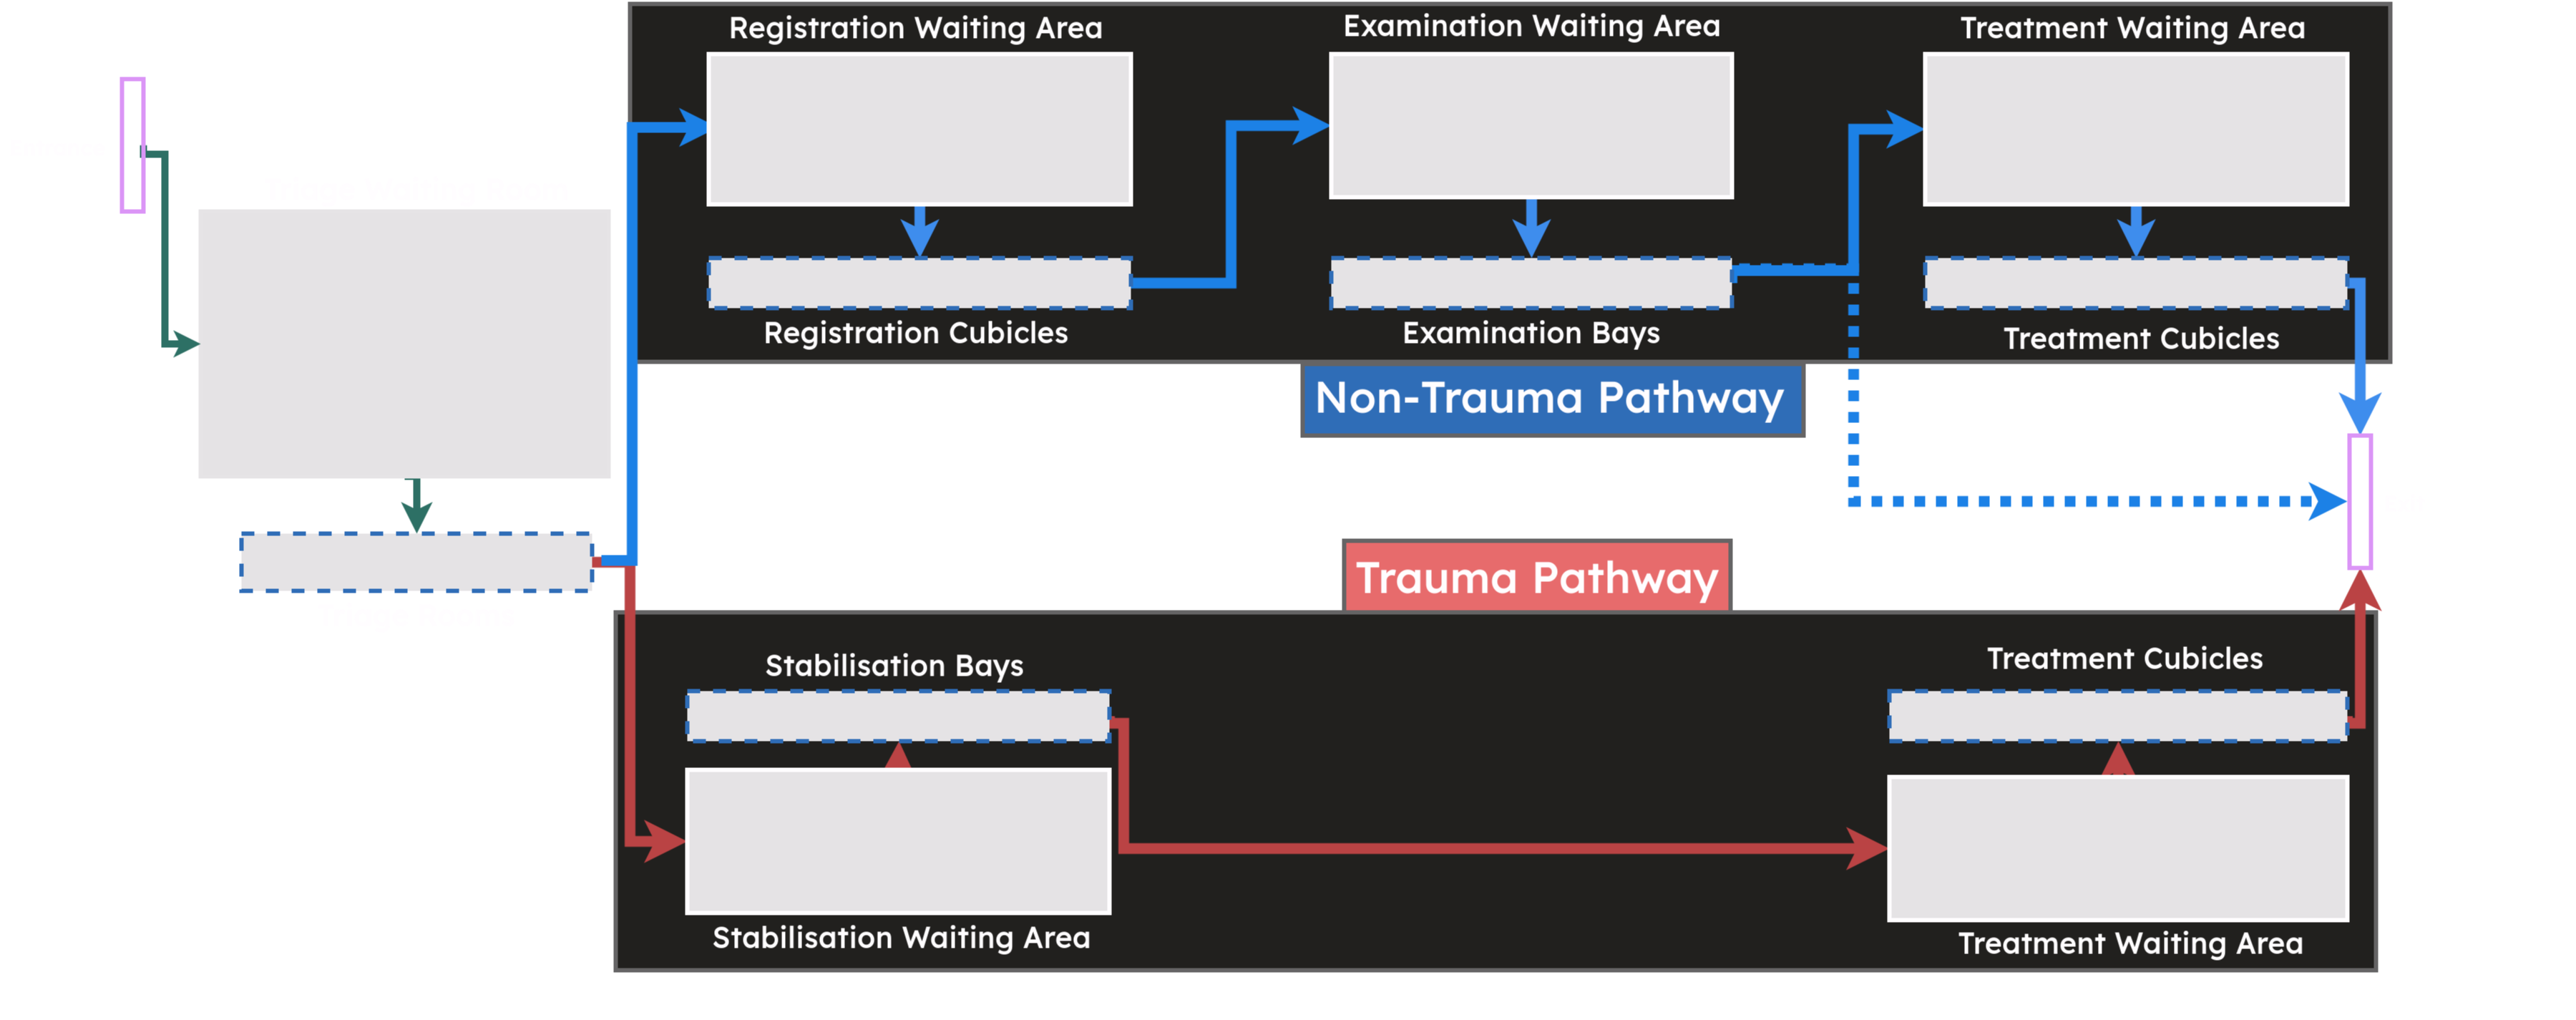 Registration Waiting Area
Examination Waiting Area
Treatment Waiting Area
Registration Cubicles
Examination Bays
Treatment Cubicles
Non-Trauma Pathway
Trauma Pathway
Stabilisation Bays
Treatment Cubicles
Stabilisation Waiting Area
Treatment Waiting Area